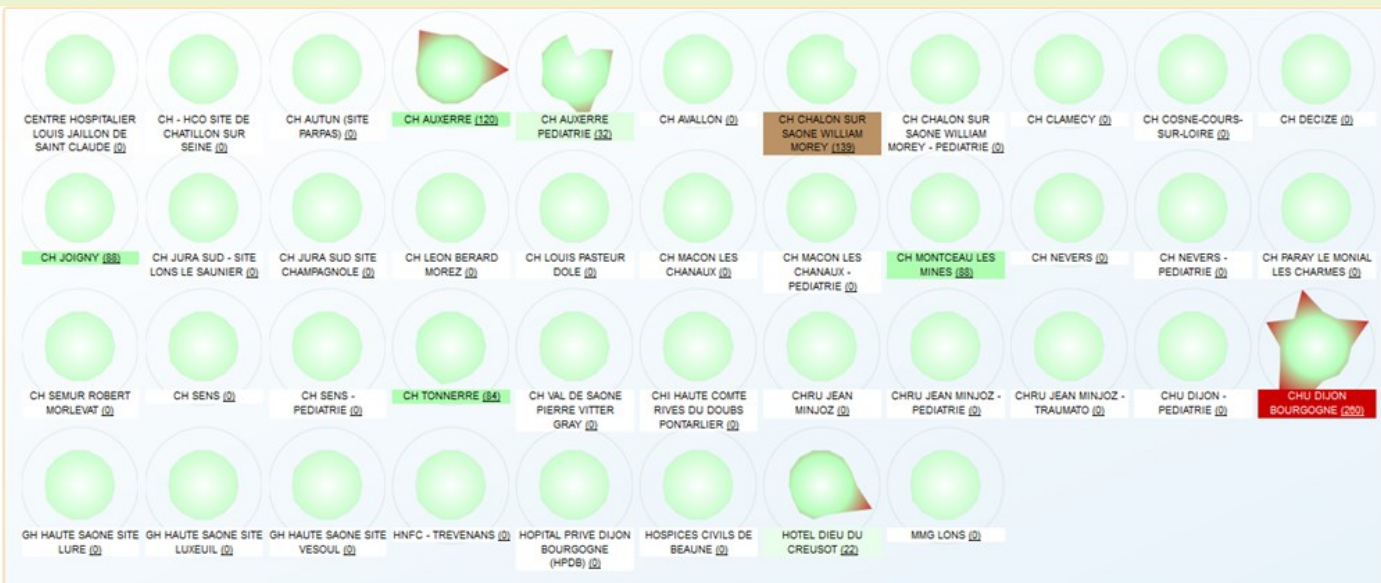 CENTRE HOSPITALIER
LOUIS JAILLON DE
SAINT CLAUDE (0)
CH - HCO SITE DE
CHATILLON SUR
SEINE (0)
CH AUTUN (SITE
PARPAS) (0)
CH AUXERRE (120)
CH AUXERRE
PEDIATRIE (32)
CH AVALLON (0)
CH CHALON SUR
SAONE WILLIAM
MOREY (139)
CH CHALON SUR
SAONE WILLIAM
MOREY - PEDIATRIE (0)
CH CLAMECY (0)
CH COSNE-COURS-
SUR-LOIRE (0)
CH DECIZE (0)
CH JOIGNY (88)
CH JURA SUD - SITE
LONS LE SAUNIER (0)
CH JURA SUD SITE
CHAMPAGNOLE (0)
CH LEON BERARD
MOREZ (0)
CH LOUIS PASTEUR
DOLE (0)
CH MACON LES
CHANAUX (0)
CH MACON LES
CHANAUX -
PEDIATRIE (0)
CH MONTCEAU LES
MINES (88)
CH NEVERS (0)
CH NEVERS -
PEDIATRIE (0)
CH PARAY LE MONIAL
LES CHARMES (0)
CH SEMUR ROBERT
MORLEVAT (0)
CH SENS (0)
CH SENS -
PEDIATRIE (0)
CH TONNERRE (84)
CH VAL DE SAONE
PIERRE VITTER
GRAY (0)
CHI HAUTE COMTE
RIVES DU DOUBS
PONTARLIER (0)
CHRU JEAN
MINJOZ (0)
CHRU JEAN MINJOZ -
PEDIATRIE (0)
CHRU JEAN MINJOZ -
TRAUMATO (0)
CHU DIJON -
PEDIATRIE (0)
CHU DIJON
BOURGOGNE (260)
GH HAUTE SAONE SITE
LURE (0)
GH HAUTE SAONE SITE
LUXEUIL (0)
GH HAUTE SAONE SITE
VESOUL (0)
HNFC - TREVENANS (0)
HOPITAL PRIVE DIJON
BOURGOGNE
(HPDB) (0)
HOSPICES CIVILS DE
BEAUNE (0)
HOTEL DIEU DU
CREUSOT (22)
MMG LONS (0)